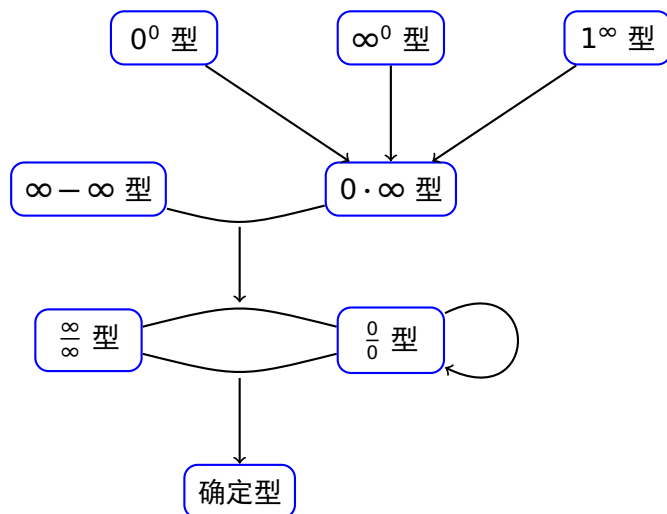 0⁰ 型
∞⁰ 型
1^∞ 型
∞ − ∞ 型
0 · ∞ 型
∞/∞ 型
0/0 型
确定型